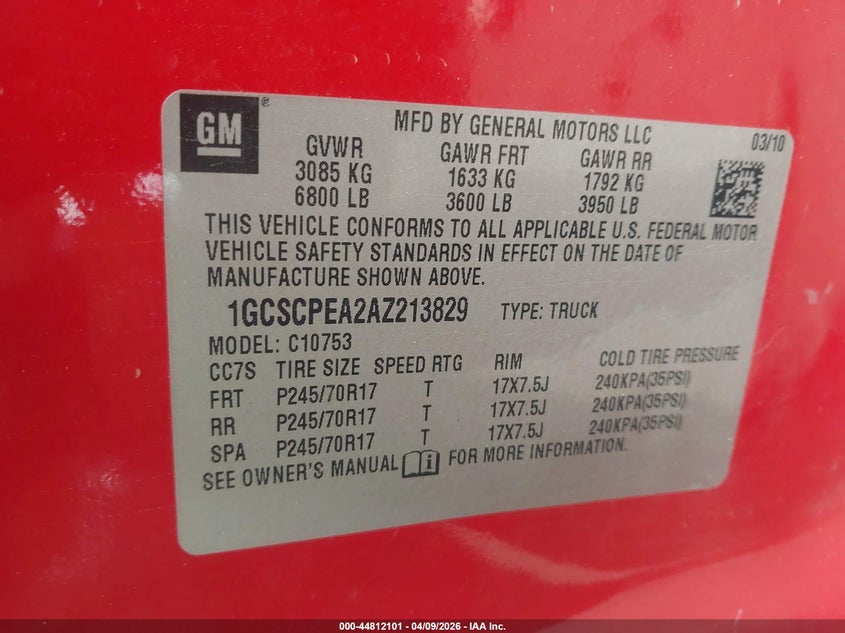 GM ®
MFD BY GENERAL MOTORS LLC 03/10
GVWR GAWR FRT GAWR RR
3085 KG 1633 KG 1792 KG
6800 LB 3600 LB 3950 LB
THIS VEHICLE CONFORMS TO ALL APPLICABLE U.S. FEDERAL MOTOR
VEHICLE SAFETY STANDARDS IN EFFECT ON THE DATE OF
MANUFACTURE SHOWN ABOVE.
1GCSCPEA2AZ213829 TYPE: TRUCK
MODEL: C10753
CC7S TIRE SIZE SPEED RTG RIM COLD TIRE PRESSURE
FRT P245/70R17 T 17X7.5J 240KPA(35PSI)
RR P245/70R17 T 17X7.5J 240KPA(35PSI)
SPA P245/70R17 T 17X7.5J 240KPA(35PSI)
SEE OWNER'S MANUAL FOR MORE INFORMATION.
000-44812101 - 04/09/2026 - IAA Inc.